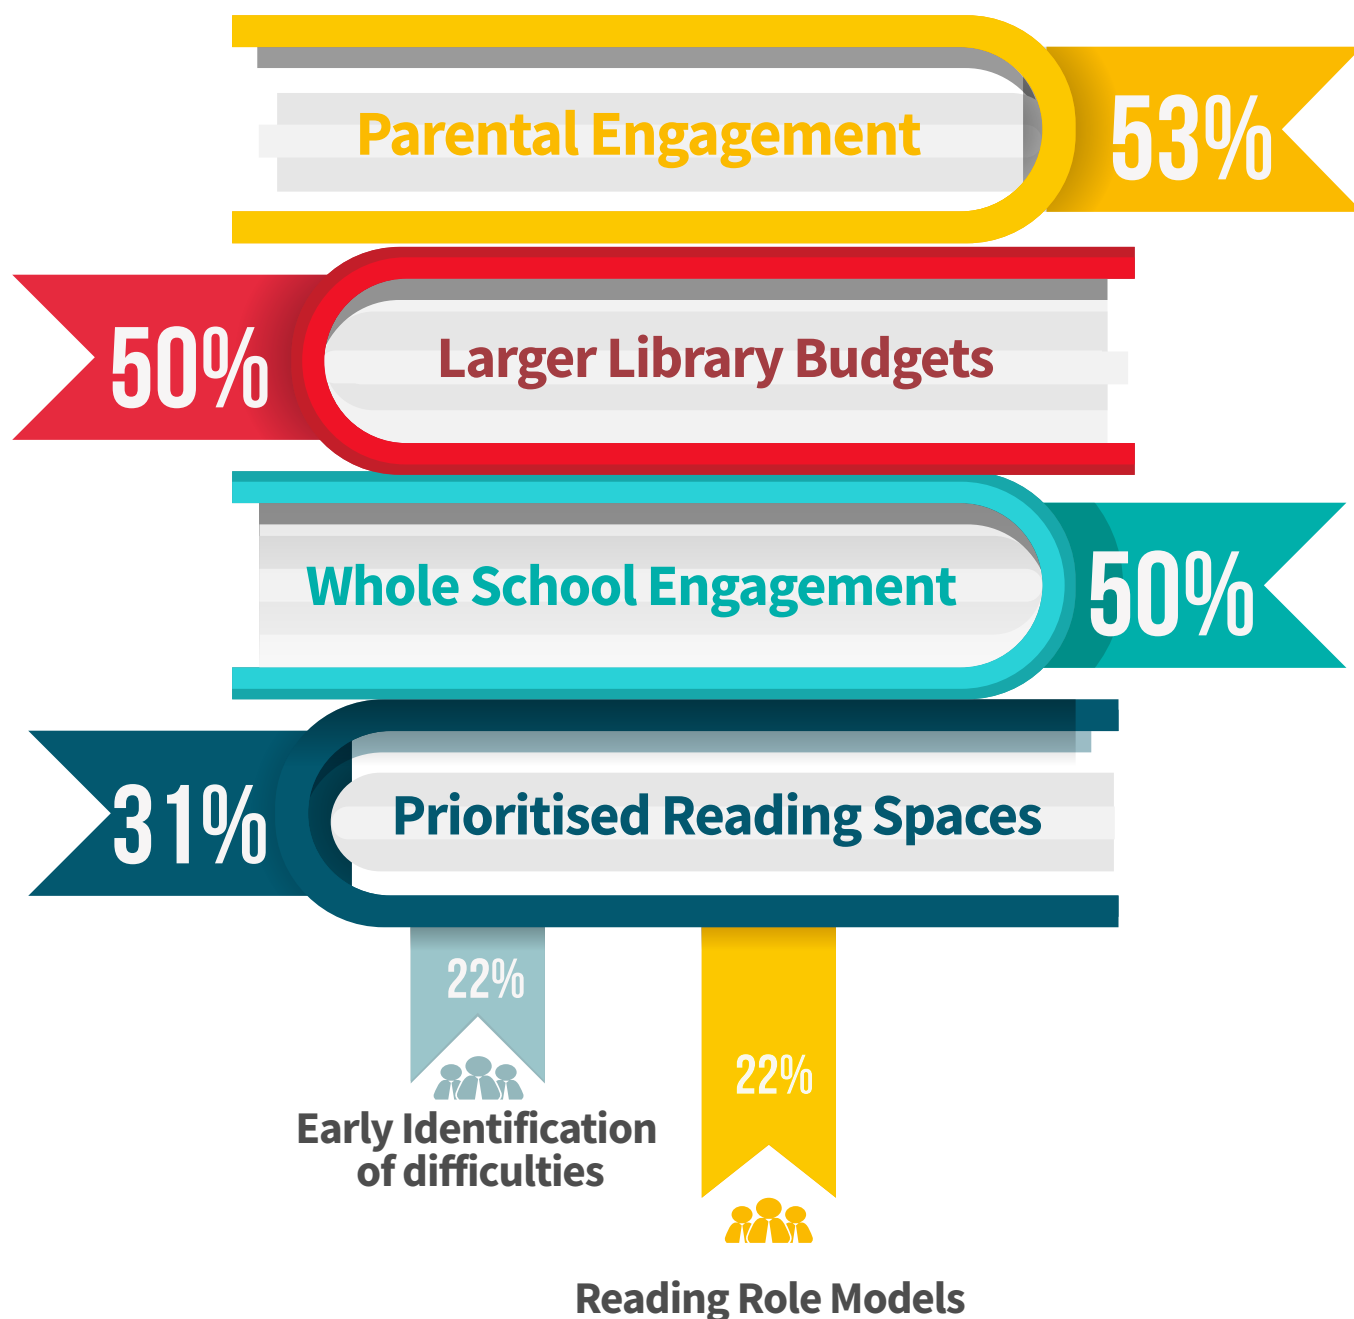 Parental Engagement
53%
50%
Larger Library Budgets
Whole School Engagement
50%
31%
Prioritised Reading Spaces
22%
22%
Early Identification
of difficulties
Reading Role Models